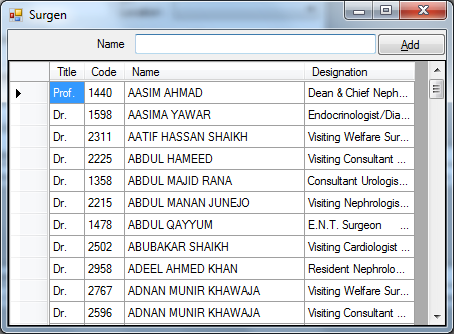 Surgen
Name Add
Title Code Name Designation
Prof. 1440 AASIM AHMAD Dean & Chief Neph...
Dr. 1598 AASIMA YAWAR Endocrinologist/Dia...
Dr. 2311 AATIF HASSAN SHAIKH Visiting Welfare Sur...
Dr. 2225 ABDUL HAMEED Visiting Consultant ...
Dr. 1358 ABDUL MAJID RANA Consultant Urologis...
Dr. 2215 ABDUL MANAN JUNEJO Visiting Nephrologis...
Dr. 1478 ABDUL QAYYUM E.N.T. Surgeon ...
Dr. 2502 ABUBAKAR SHAIKH Visiting Cardiologist ...
Dr. 2958 ADEEL AHMED KHAN Resident Nephrolo...
Dr. 2767 ADNAN MUNIR KHAWAJA Visiting Welfare Sur...
Dr. 2596 ADNAN MUNIR KHAWAJA Visiting Consultant ...